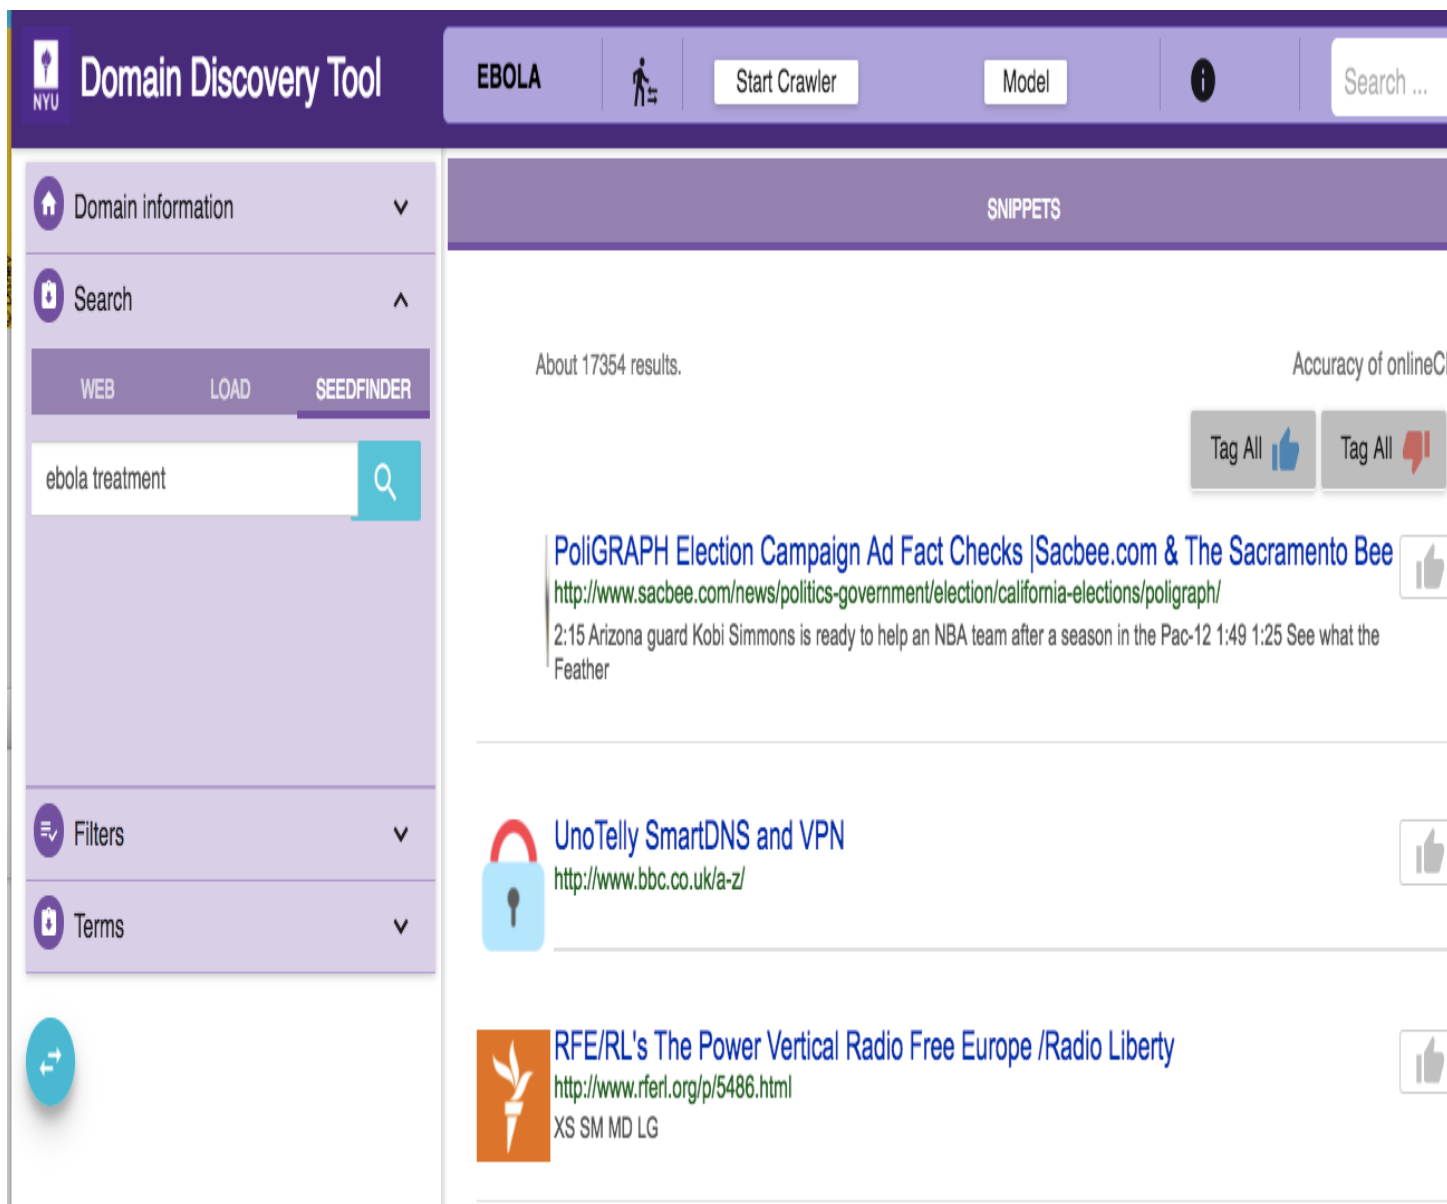 NYU
Domain Discovery Tool
EBOLA
Start Crawler
Model
Search ...
Domain information
Search
WEB LOAD SEEDFINDER
ebola treatment
Filters
Terms
SNIPPETS
About 17354 results.
Accuracy of onlineCl
Tag All
Tag All
PoliGRAPH Election Campaign Ad Fact Checks |Sacbee.com & The Sacramento Bee
http://www.sacbee.com/news/politics-government/election/california-elections/poligraph/
2:15 Arizona guard Kobi Simmons is ready to help an NBA team after a season in the Pac-12 1:49 1:25 See what the
Feather
UnoTelly SmartDNS and VPN
http://www.bbc.co.uk/a-z/
RFE/RL's The Power Vertical Radio Free Europe /Radio Liberty
http://www.rferl.org/p/5486.html
XS SM MD LG